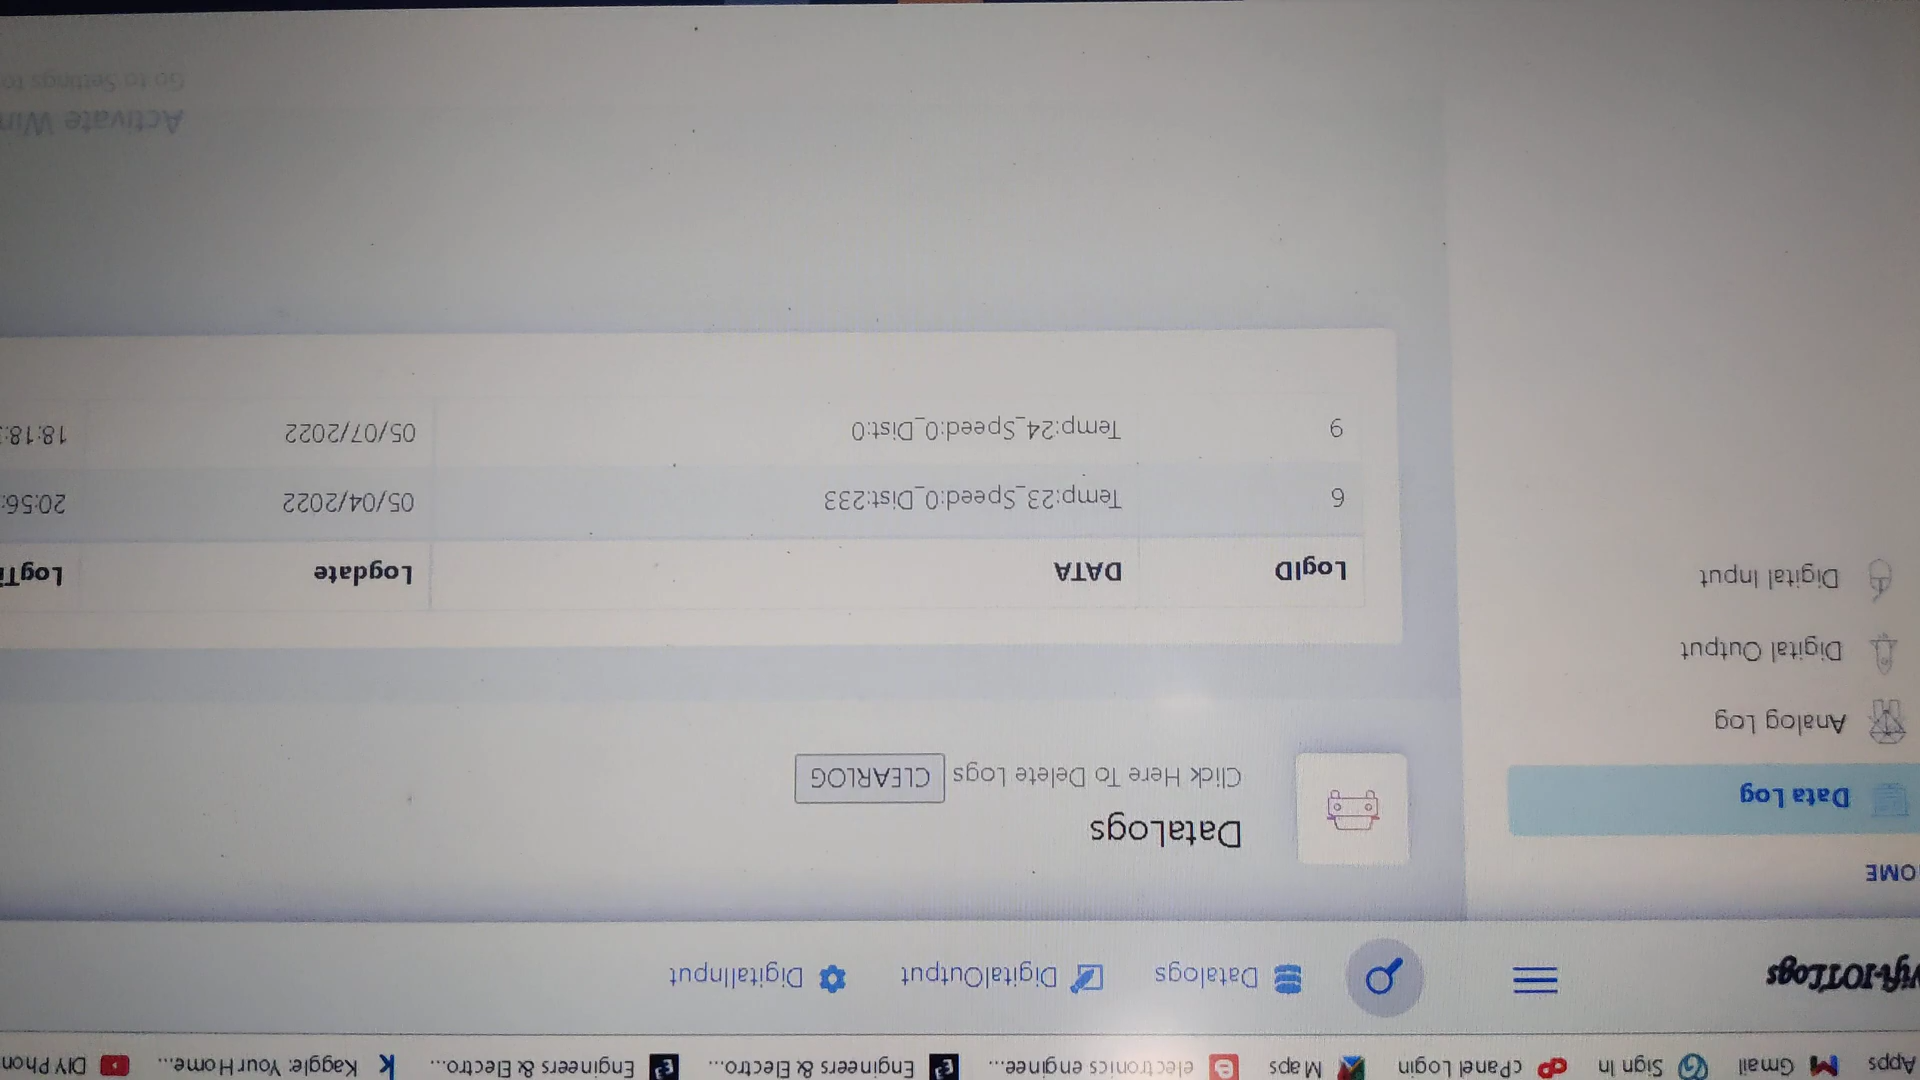 Apps Gmail Sign In cPanel Login Maps electronics enginee... Engineers & Electro... Engineers & Electro... Kaggle: Your Home... DIY Phon
Datalogs DigitalOutput DigitalInput
OME
Data Log
Analog Log
Digital Output
Digital Input
DataLogs
Click Here To Delete Logs CLEARLOG
LogID DATA Logdate LogTi
6 Temp:23_Speed:0_Dist:233 05/04/2022 20:56:
9 Temp:24_Speed:0_Dist:0 05/07/2022 18:18:
Activate Win
Go to Settings to